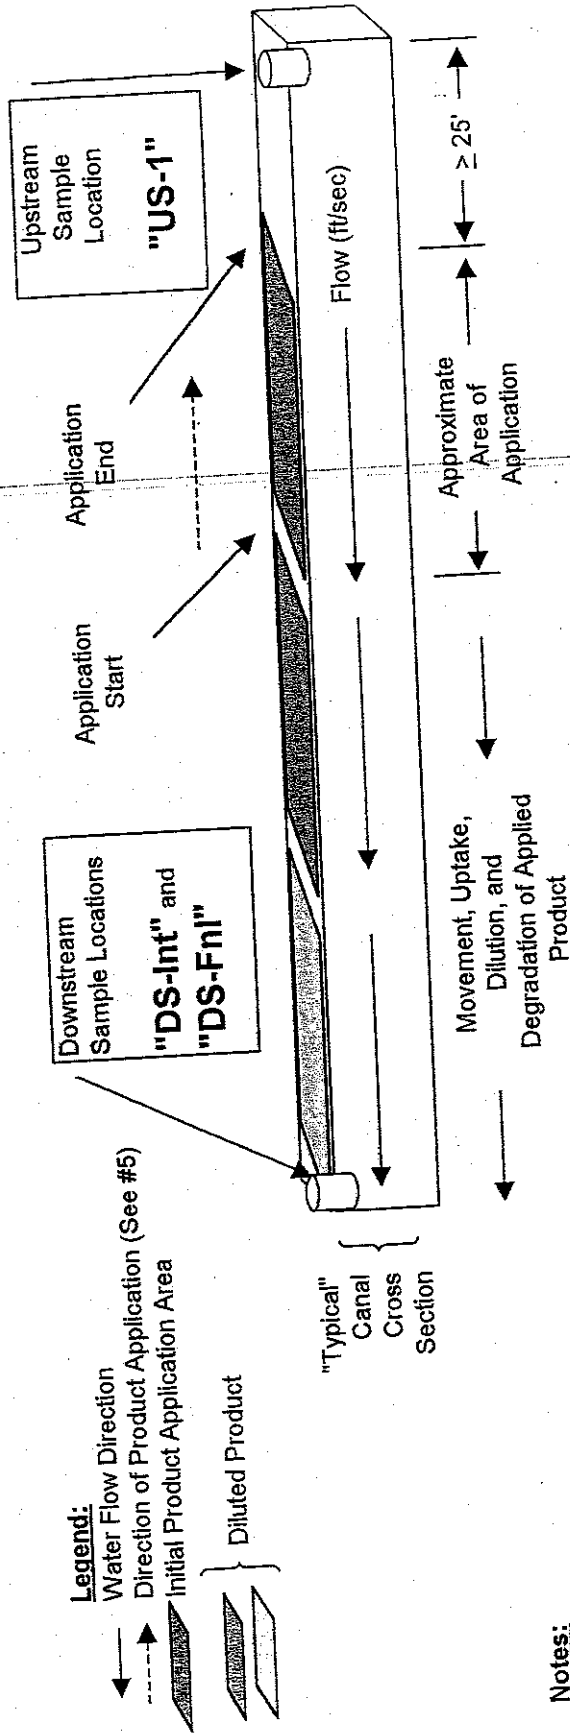 Legend:
Water Flow Direction
Direction of Product Application (See #5)
Initial Product Application Area
Diluted Product
Downstream
Sample Locations
"DS-Int" and
"DS-Fnl"
Application
Start
Application
End
Upstream
Sample
Location
"US-1"
Flow (ft/sec)
"Typical"
Canal
Cross
Section
Movement, Uptake,
Dilution, and
Degradation of Applied
Product
Approximate
Area of
Application
≥ 25'
Notes: